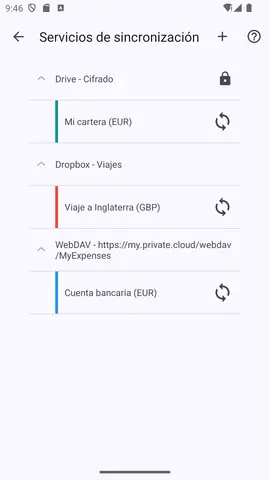 9:46
Servicios de sincronización
Drive - Cifrado
Mi cartera (EUR)
Dropbox - Viajes
Viaje a Inglaterra (GBP)
WebDAV - https://my.private.cloud/webdav
/MyExpenses
Cuenta bancaria (EUR)